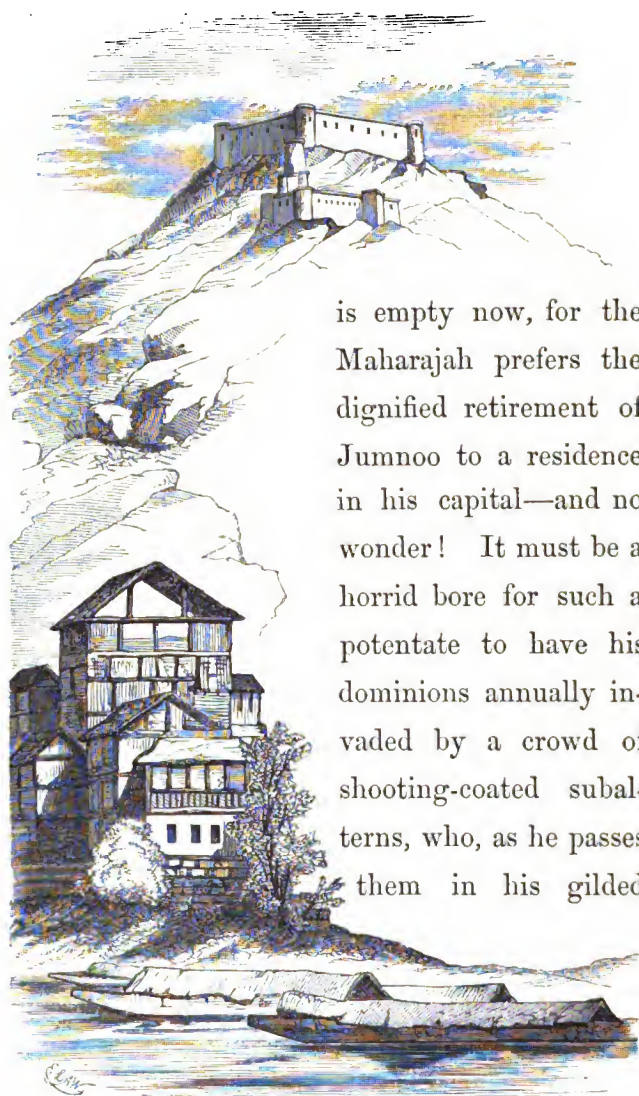 is empty now, for the
Maharajah prefers the
dignified retirement of
Jumnoo to a residence
in his capital—and no
wonder! It must be a
horrid bore for such a
potentate to have his
dominions annually in-
vaded by a crowd of
shooting-coated subal-
terns, who, as he passes
them in his gilded